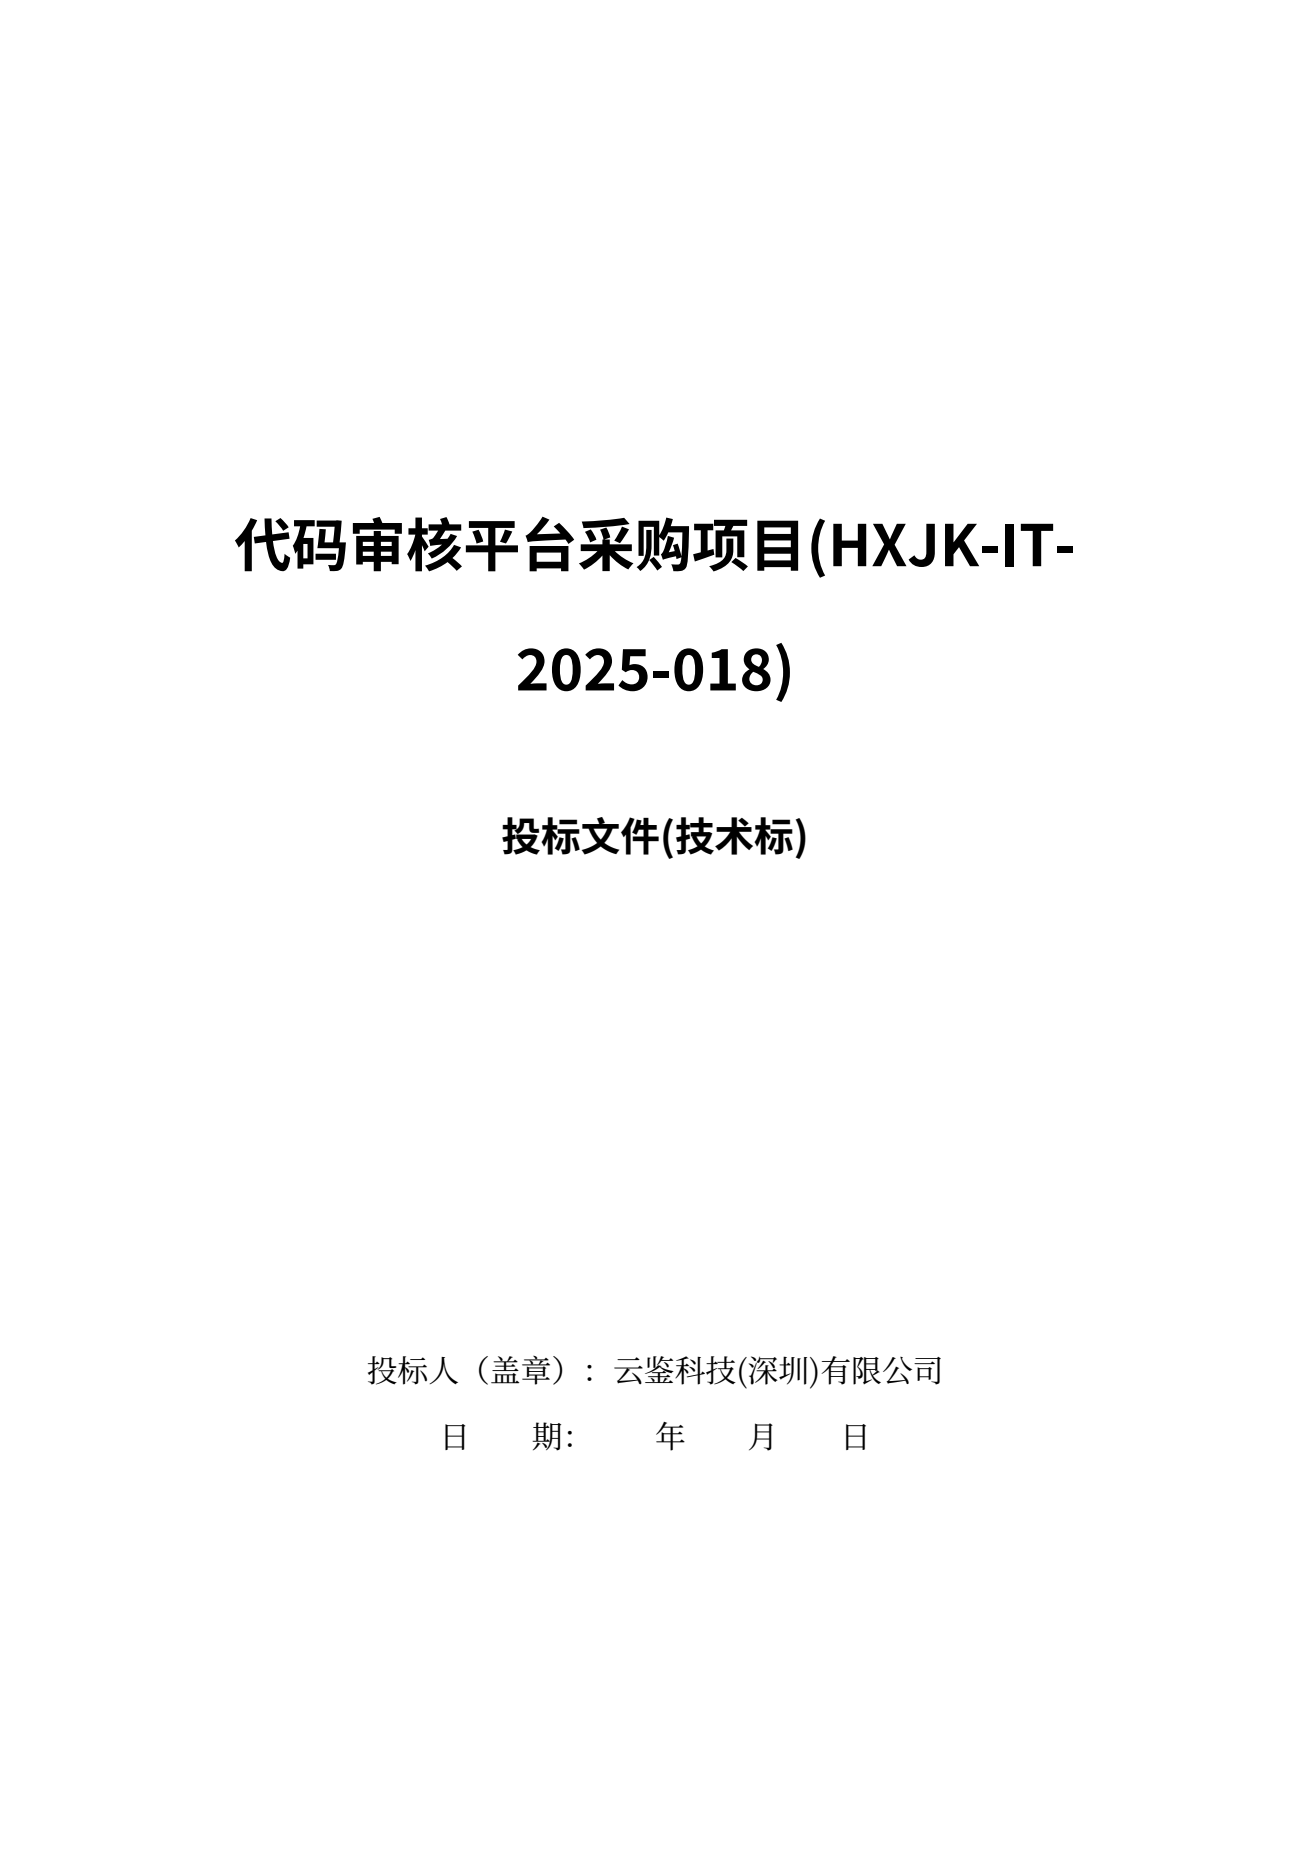 代码审核平台采购项目(HXJK-IT-
2025-018)
投标文件(技术标)
投标人（盖章）：云鉴科技(深圳)有限公司
日　　期:　　　年　　月　　日